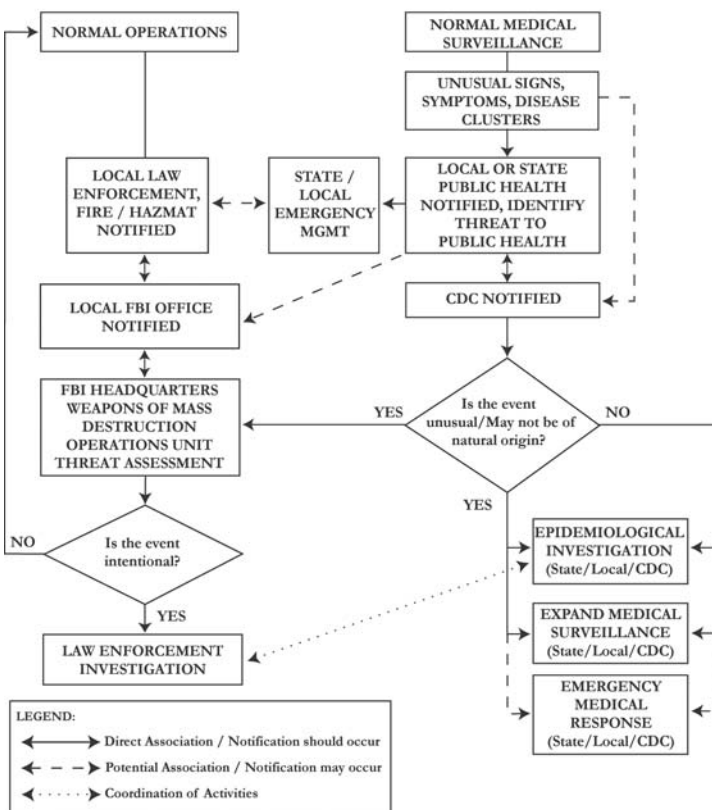 NORMAL OPERATIONS
NORMAL MEDICAL
SURVEILLANCE
UNUSUAL SIGNS,
SYMPTOMS, DISEASE
CLUSTERS
LOCAL LAW
ENFORCEMENT,
FIRE / HAZMAT
NOTIFIED
STATE /
LOCAL
EMERGENCY
MGMT
LOCAL OR STATE
PUBLIC HEALTH
NOTIFIED, IDENTIFY
THREAT TO
PUBLIC HEALTH
LOCAL FBI OFFICE
NOTIFIED
CDC NOTIFIED
FBI HEADQUARTERS
WEAPONS OF MASS
DESTRUCTION
OPERATIONS UNIT
THREAT ASSESSMENT
YES
Is the event
unusual/May not be of
natural origin?
NO
YES
NO
Is the event
intentional?
YES
EPIDEMIOLOGICAL
INVESTIGATION
(State/Local/CDC)
LAW ENFORCEMENT
INVESTIGATION
EXPAND MEDICAL
SURVEILLANCE
(State/Local/CDC)
EMERGENCY
MEDICAL
RESPONSE
(State/Local/CDC)
LEGEND:
Direct Association / Notification should occur
Potential Association / Notification may occur
Coordination of Activities